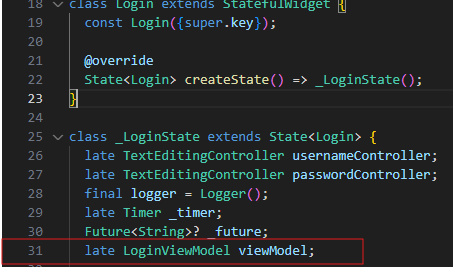 18 class Login extends StatefulWidget {
19 const Login({super.key});
20
21 @override
22 State<Login> createState() => _LoginState();
23 }
24
25 class _LoginState extends State<Login> {
26 late TextEditingController usernameController;
27 late TextEditingController passwordController;
28 final logger = Logger();
29 late Timer _timer;
30 Future<String>? _future;
31 late LoginViewModel viewModel;